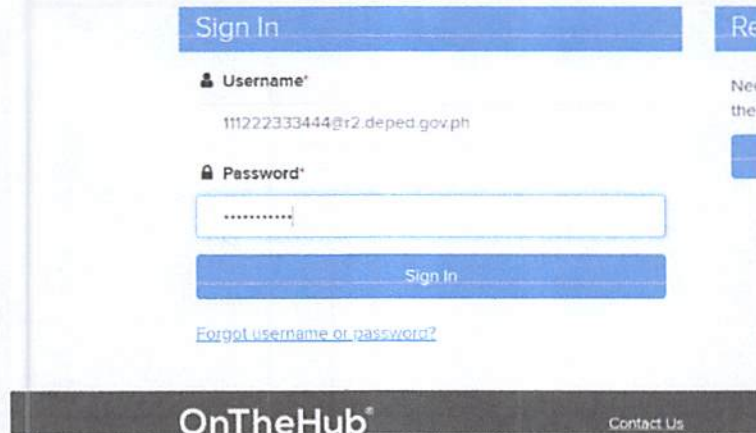 Sign In
Username*
111222333444@r2.deped.gov.ph
Password*
•••••••••••
Sign In
Forgot username or password?
OnTheHub®
Contact Us
Re
Nee
the